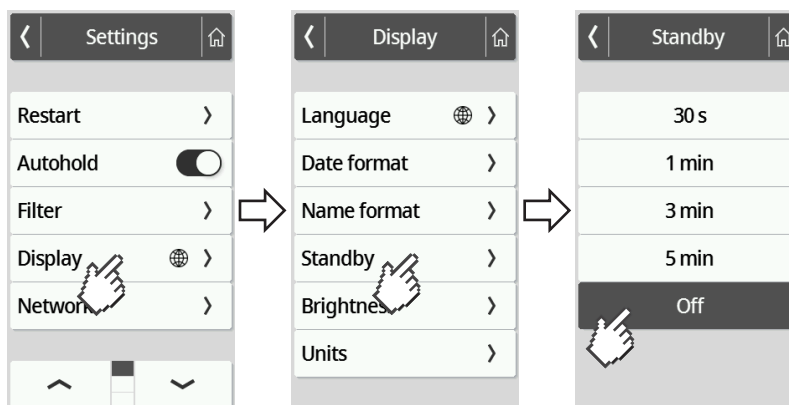 Settings
Restart
Autohold
Filter
Display
Network
Display
Language
Date format
Name format
Standby
Brightness
Units
Standby
30 s
1 min
3 min
5 min
Off